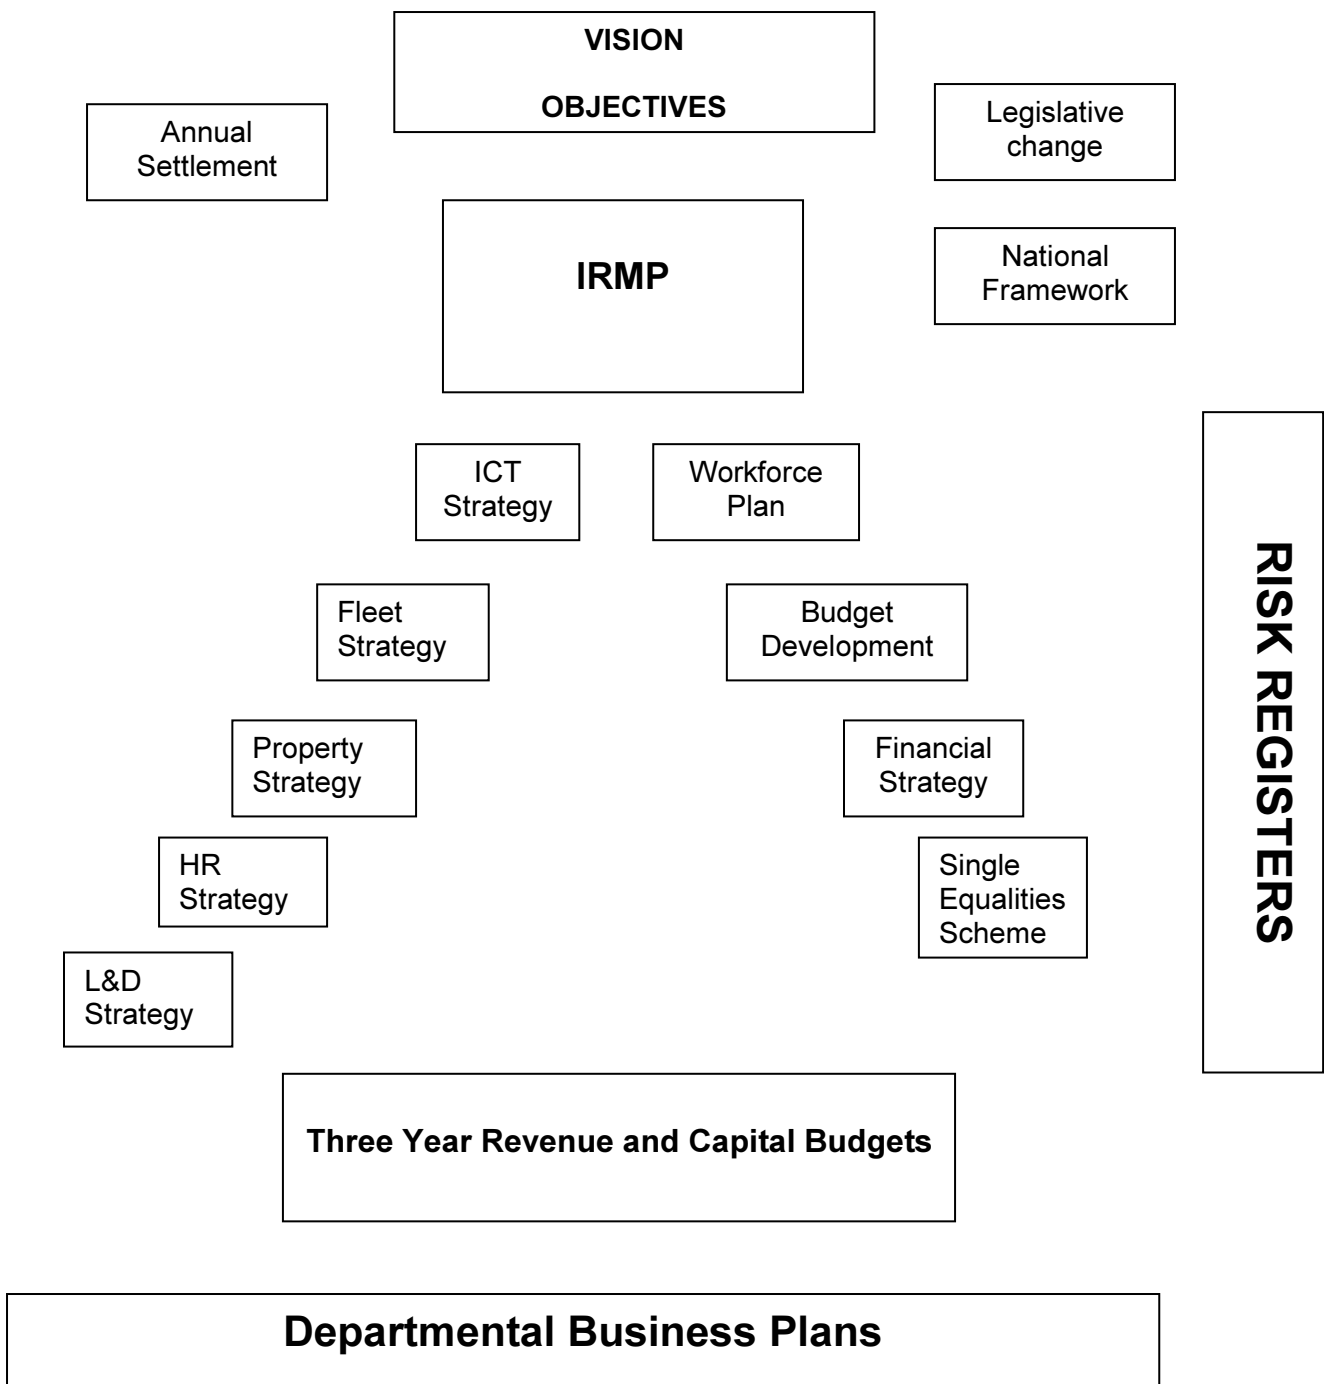 VISION
OBJECTIVES
Annual
Settlement
Legislative
change
IRMP
National
Framework
ICT
Strategy
Workforce
Plan
Fleet
Strategy
Budget
Development
Property
Strategy
Financial
Strategy
HR
Strategy
Single
Equalities
Scheme
L&D
Strategy
RISK REGISTERS
Three Year Revenue and Capital Budgets
Departmental Business Plans